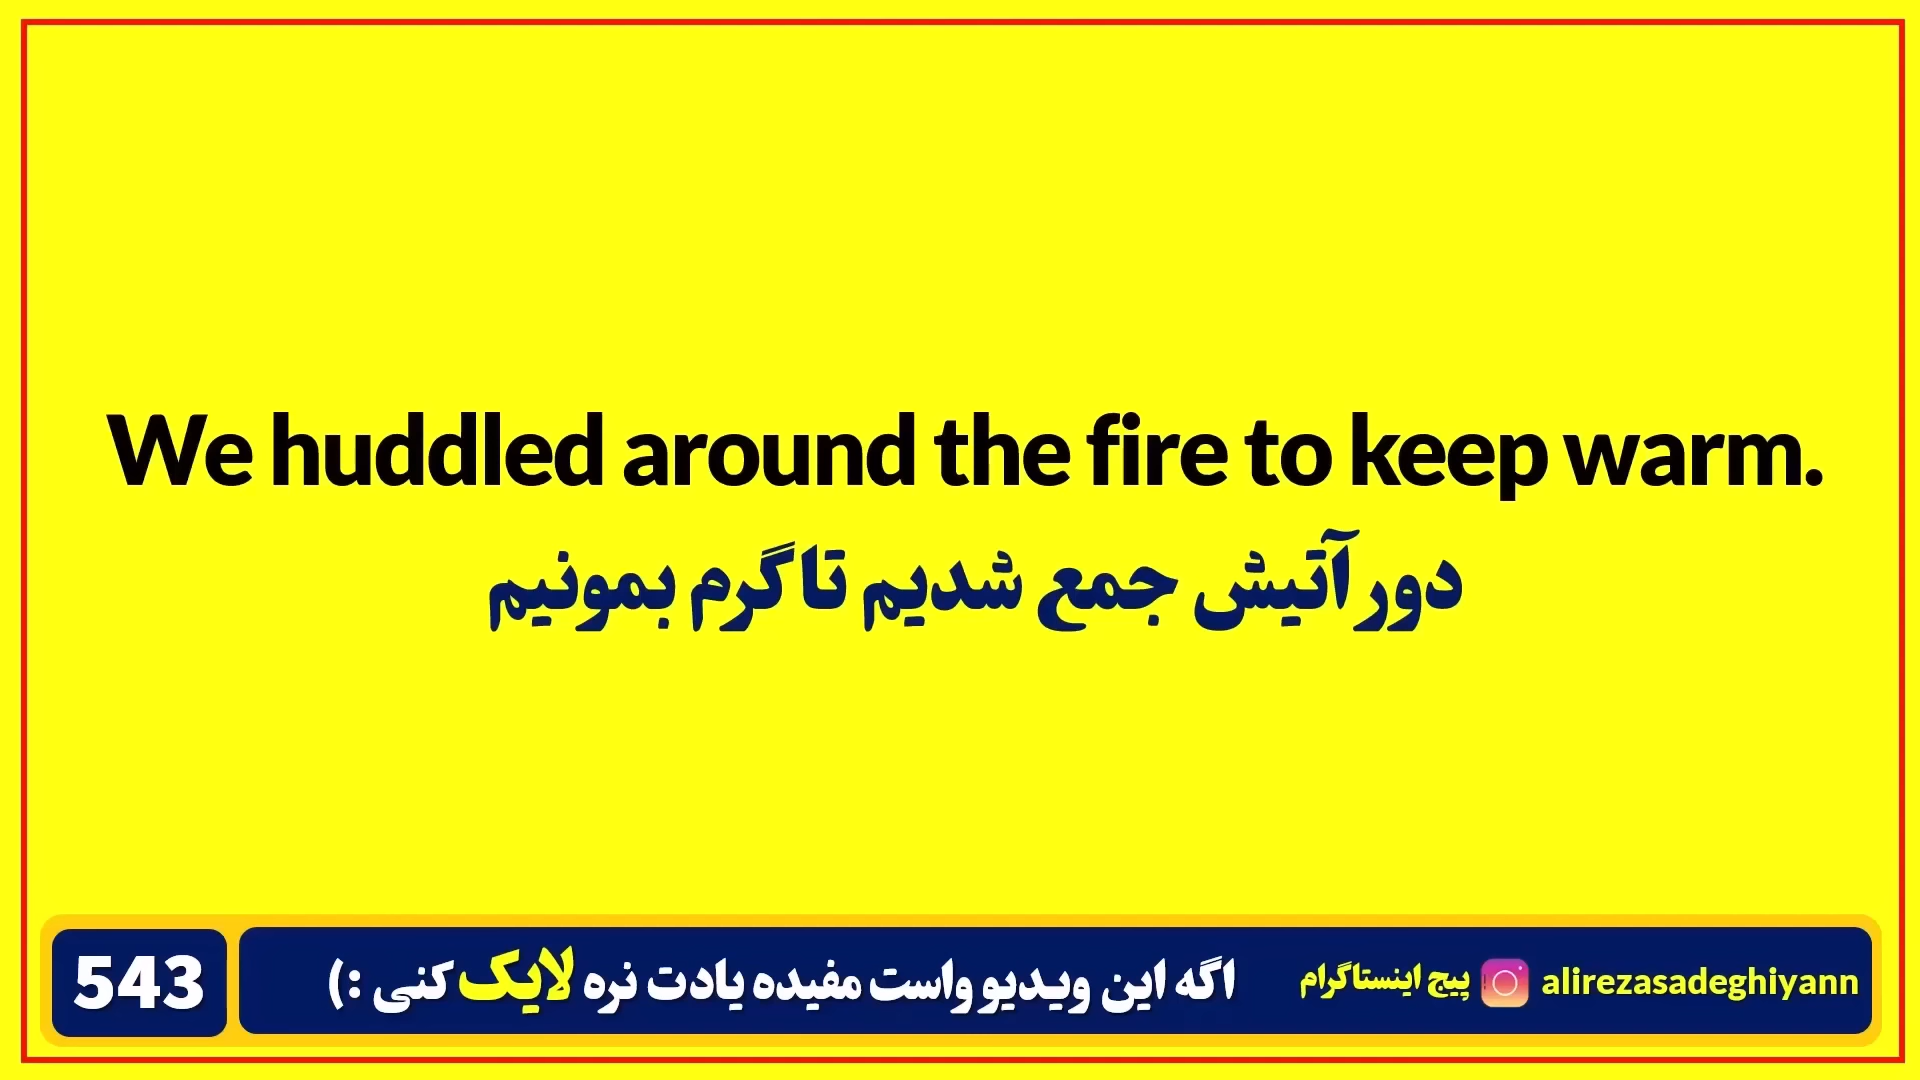 We huddled around the fire to keep warm.
دور آتیش جمع شدیم تا گرم بمونیم
543
اگه این ویدیو واست مفیده یادت نره لایک کنی :)
پیج اینستاگرام
alirezasadeghiyann